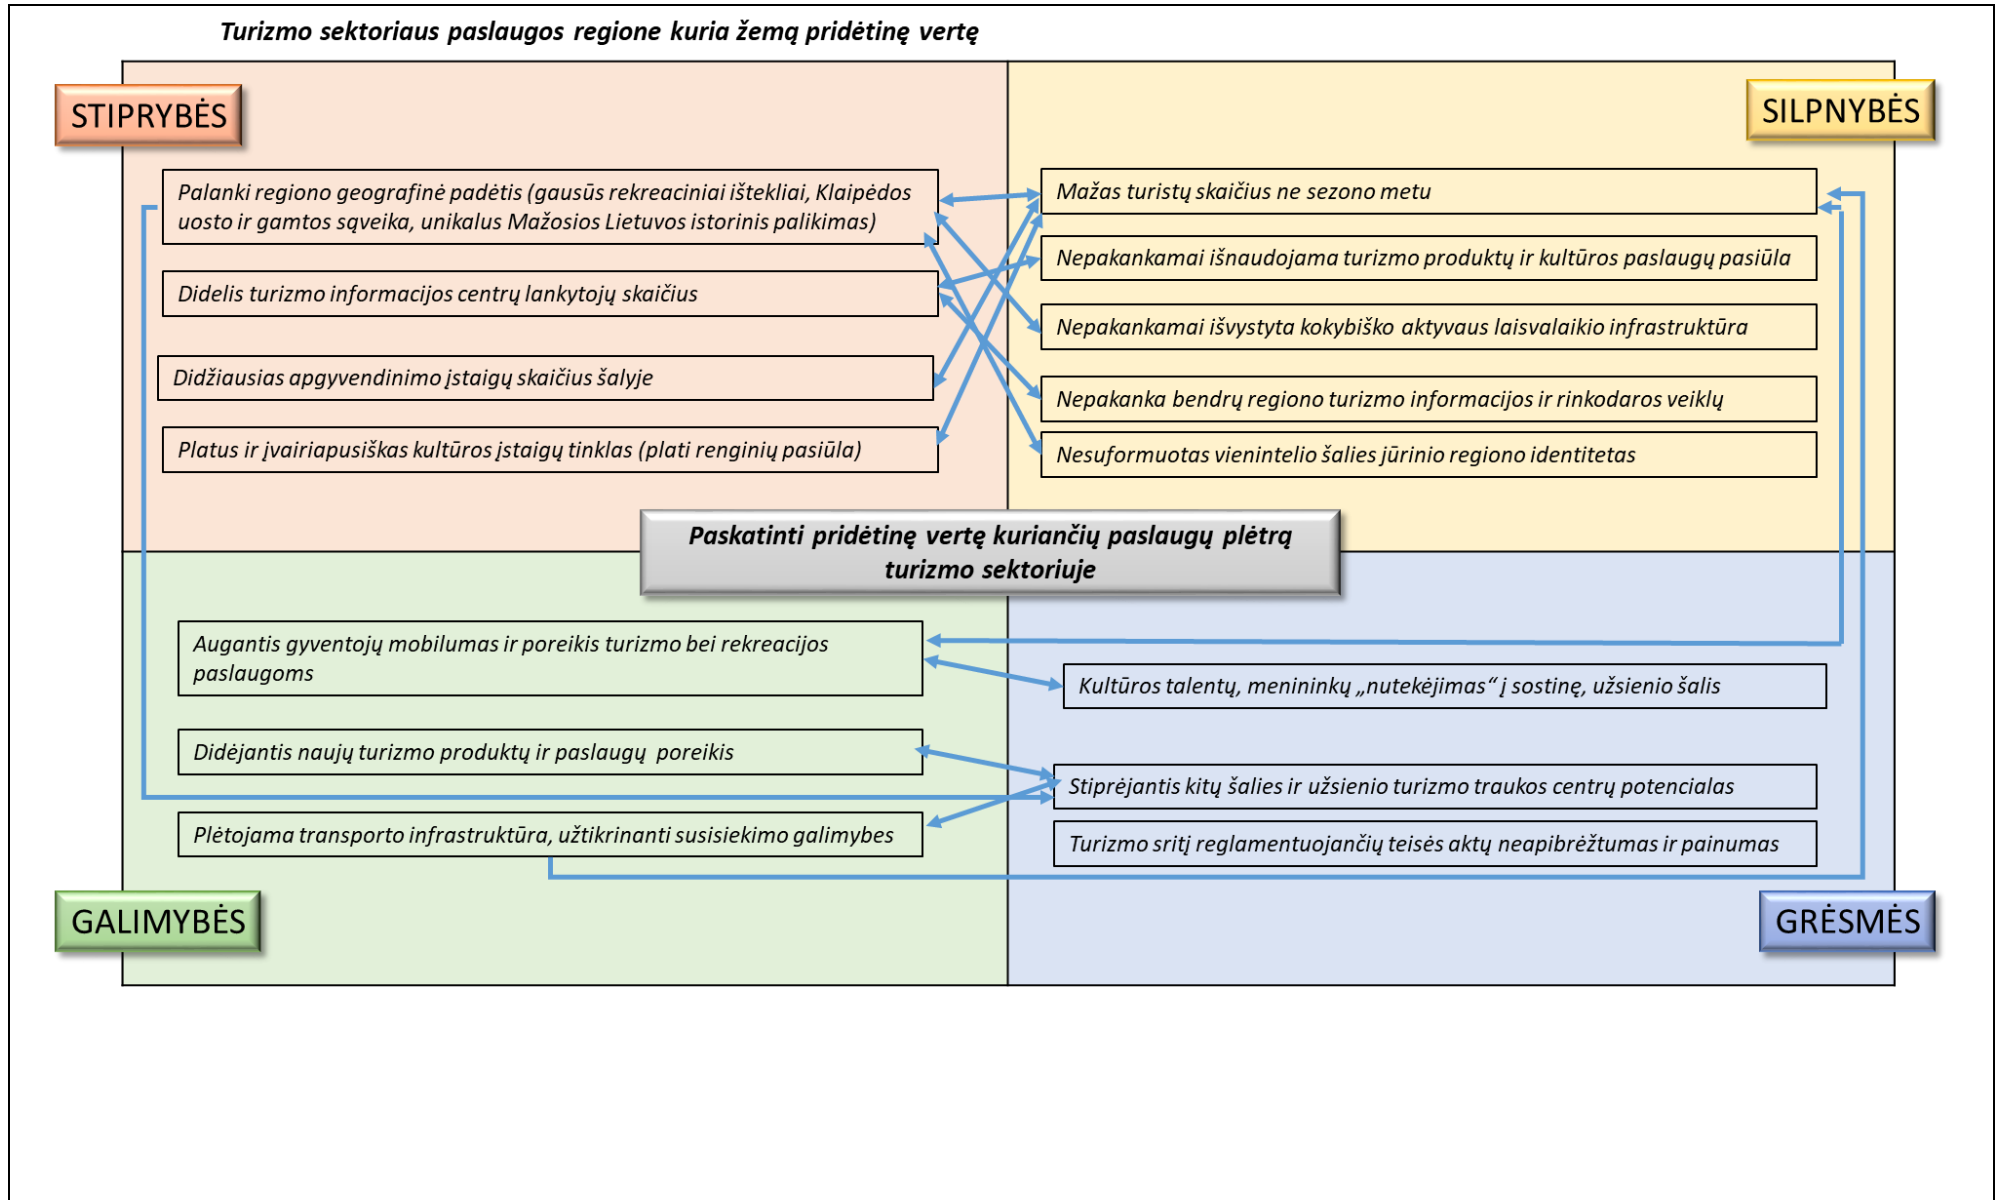 Turizmo sektoriaus paslaugos regione kuria žemą pridėtinę vertę
STIPRYBĖS
Palanki regiono geografinė padėtis (gausūs rekreaciniai ištekliai, Klaipėdos
uosto ir gamtos sąveika, unikalus Mažosios Lietuvos istorinis palikimas)
Didelis turizmo informacijos centrų lankytojų skaičius
Didžiausias apgyvendinimo įstaigų skaičius šalyje
Platus ir įvairiapusiškas kultūros įstaigų tinklas (plati renginių pasiūla)
SILPNYBĖS
Mažas turistų skaičius ne sezono metu
Nepakankamai išnaudojama turizmo produktų ir kultūros paslaugų pasiūla
Nepakankamai išvystyta kokybiško aktyvaus laisvalaikio infrastruktūra
Nepakanka bendrų regiono turizmo informacijos ir rinkodaros veiklų
Nesuformuotas vienintelio šalies jūrinio regiono identitetas
Paskatinti pridėtinę vertę kuriančių paslaugų plėtrą
turizmo sektoriuje
Augantis gyventojų mobilumas ir poreikis turizmo bei rekreacijos
paslaugoms
Didėjantis naujų turizmo produktų ir paslaugų poreikis
Plėtojama transporto infrastruktūra, užtikrinanti susisiekimo galimybes
GALIMYBĖS
Kultūros talentų, menininkų „nutekėjimas“ į sostinę, užsienio šalis
Stiprėjantis kitų šalies ir užsienio turizmo traukos centrų potencialas
Turizmo sritį reglamentuojančių teisės aktų neapibrėžtumas ir painumas
GRĖSMĖS